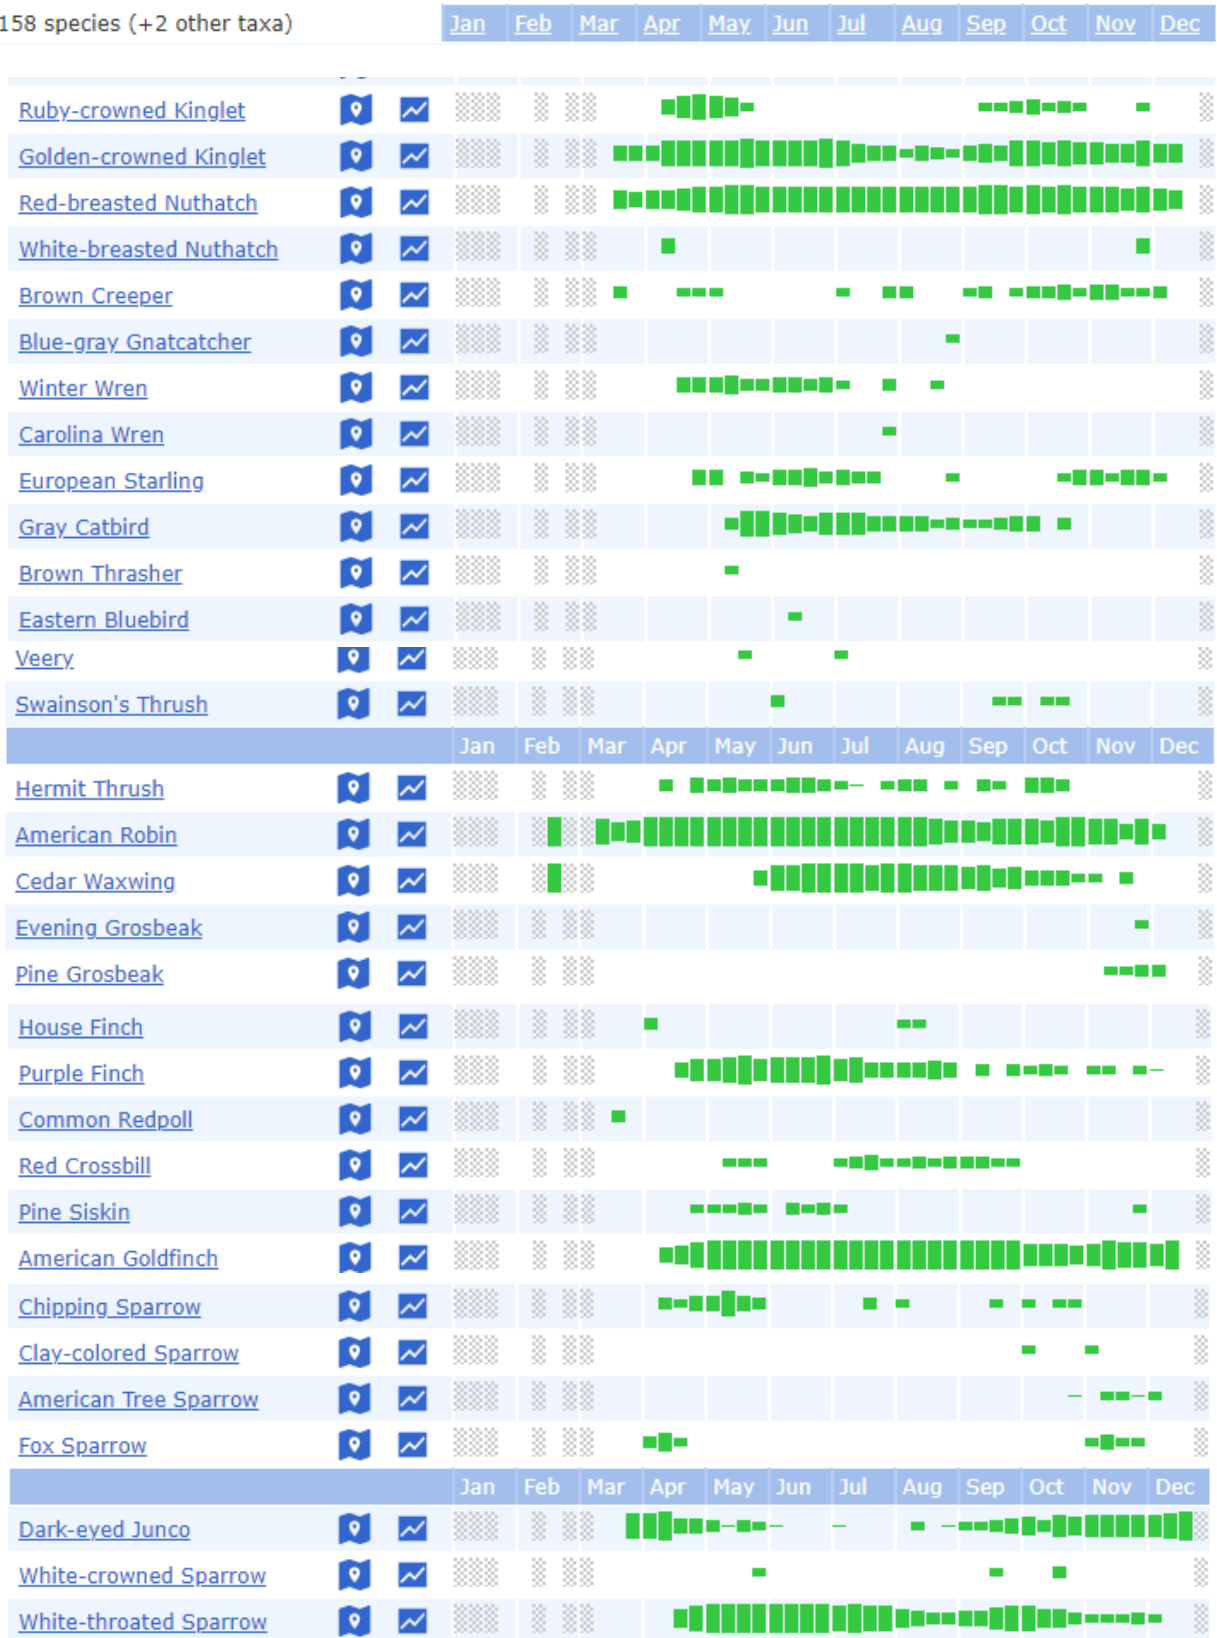 158 species (+2 other taxa) Jan Feb Mar Apr May Jun Jul Aug Sep Oct Nov Dec
Ruby-crowned Kinglet
Golden-crowned Kinglet
Red-breasted Nuthatch
White-breasted Nuthatch
Brown Creeper
Blue-gray Gnatcatcher
Winter Wren
Carolina Wren
European Starling
Gray Catbird
Brown Thrasher
Eastern Bluebird
Veery
Swainson's Thrush
Jan Feb Mar Apr May Jun Jul Aug Sep Oct Nov Dec
Hermit Thrush
American Robin
Cedar Waxwing
Evening Grosbeak
Pine Grosbeak
House Finch
Purple Finch
Common Redpoll
Red Crossbill
Pine Siskin
American Goldfinch
Chipping Sparrow
Clay-colored Sparrow
American Tree Sparrow
Fox Sparrow
Jan Feb Mar Apr May Jun Jul Aug Sep Oct Nov Dec
Dark-eyed Junco
White-crowned Sparrow
White-throated Sparrow